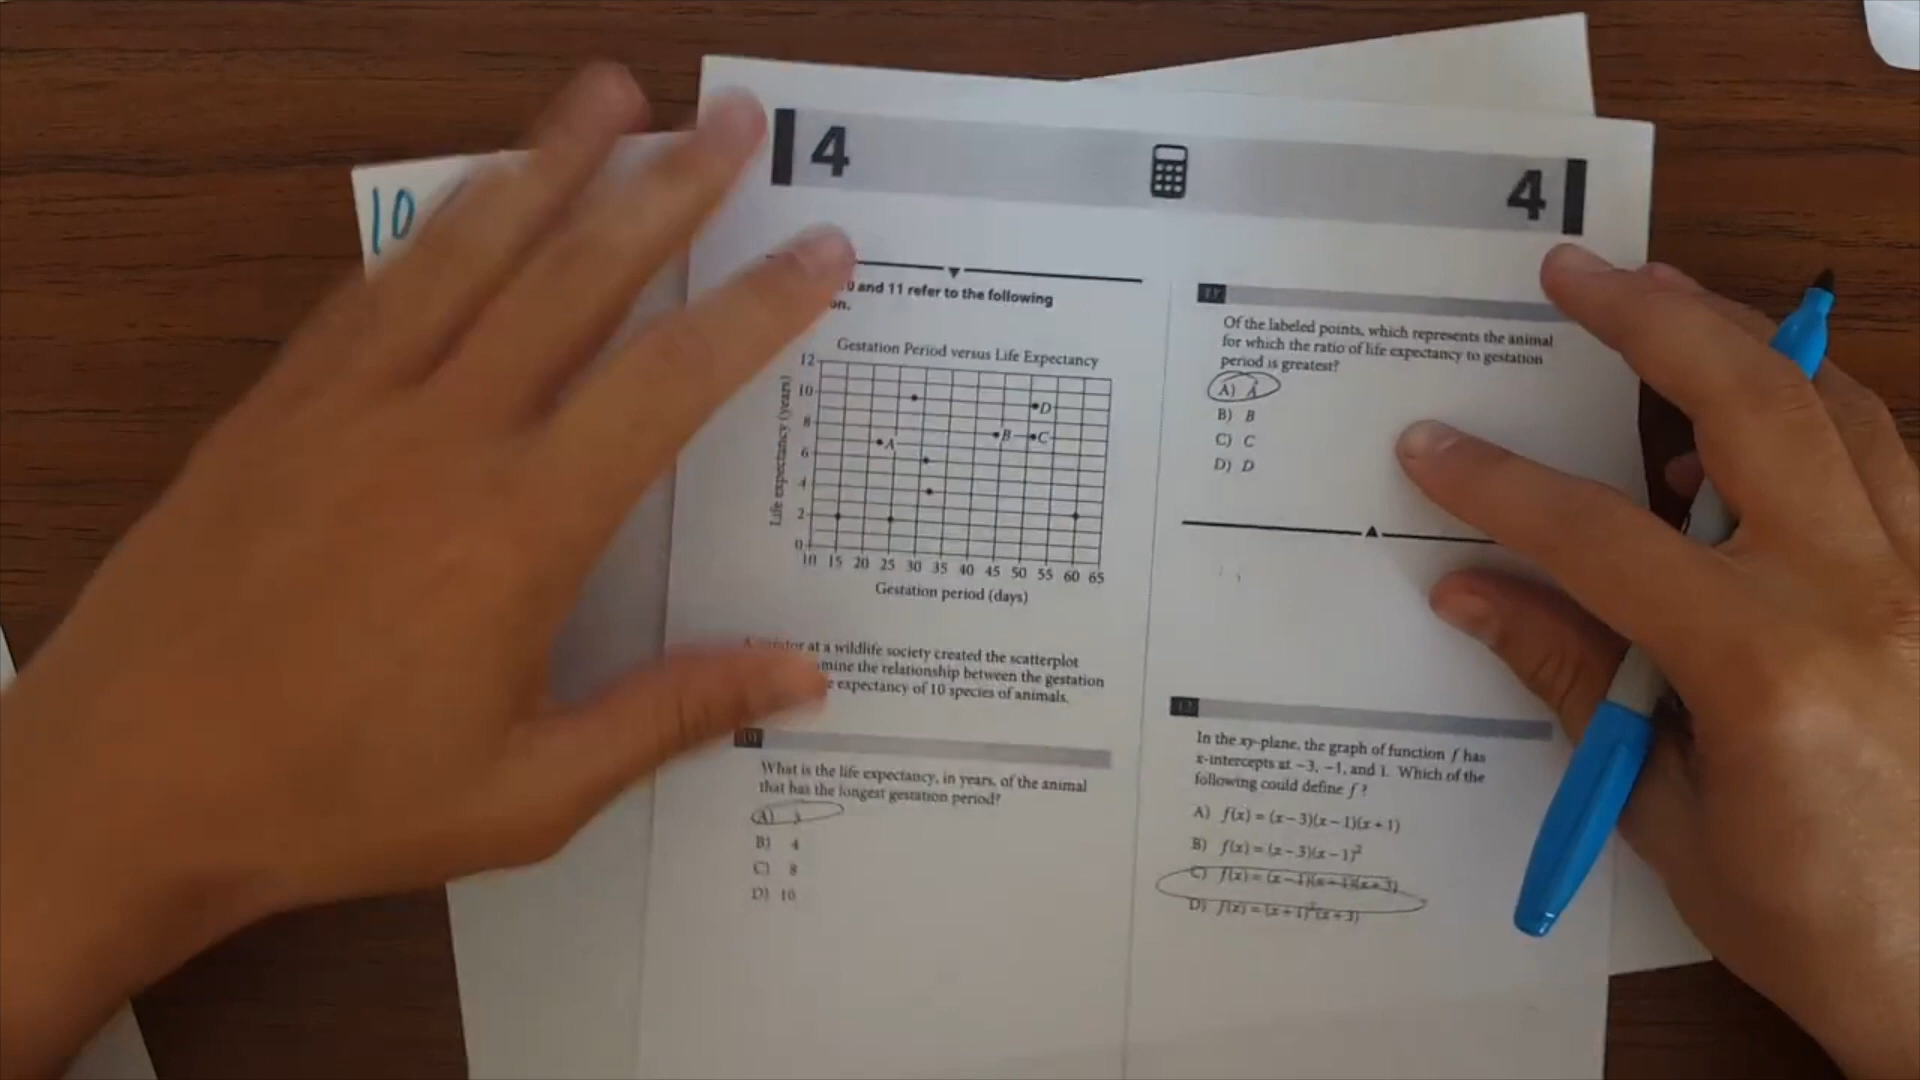 10
4
4
0 and 11 refer to the following
on.
Gestation Period versus Life Expectancy
Life expectancy (years)
12
10
8
6
4
2
0
D
B C
A
10 15 20 25 30 35 40 45 50 55 60 65
Gestation period (days)
at a wildlife society created the scatterplot
mine the relationship between the gestation
e expectancy of 10 species of animals.
10
What is the life expectancy, in years, of the animal
that has the longest gestation period?
A) 3
B) 4
C) 8
D) 10
11
Of the labeled points, which represents the animal
for which the ratio of life expectancy to gestation
period is greatest?
A) A
B) B
C) C
D) D
12
In the xy-plane, the graph of function f has
x-intercepts at −3, −1, and 1. Which of the
following could define f ?
A) f(x) = (x − 3)(x − 1)(x + 1)
B) f(x) = (x − 3)(x − 1)²
C) f(x) = (x − 1)(x + 1)(x + 3)
D) f(x) = (x + 1)²(x + 3)